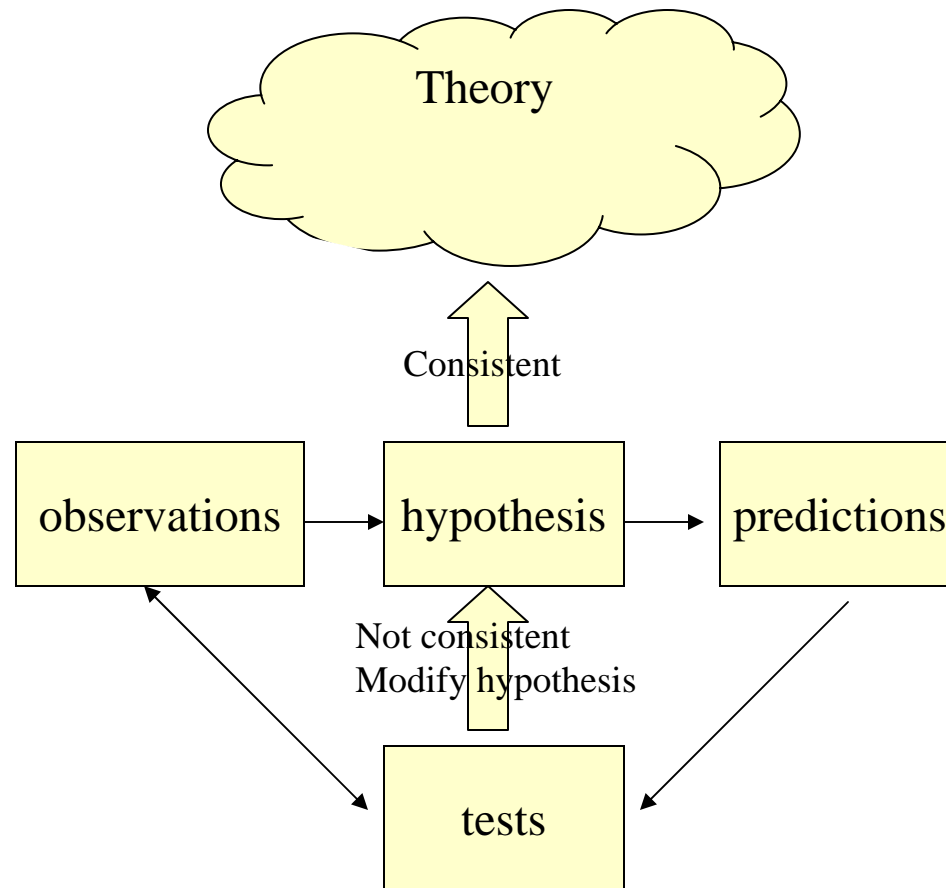 Theory
Consistent
observations
hypothesis
predictions
Not consistent
Modify hypothesis
tests